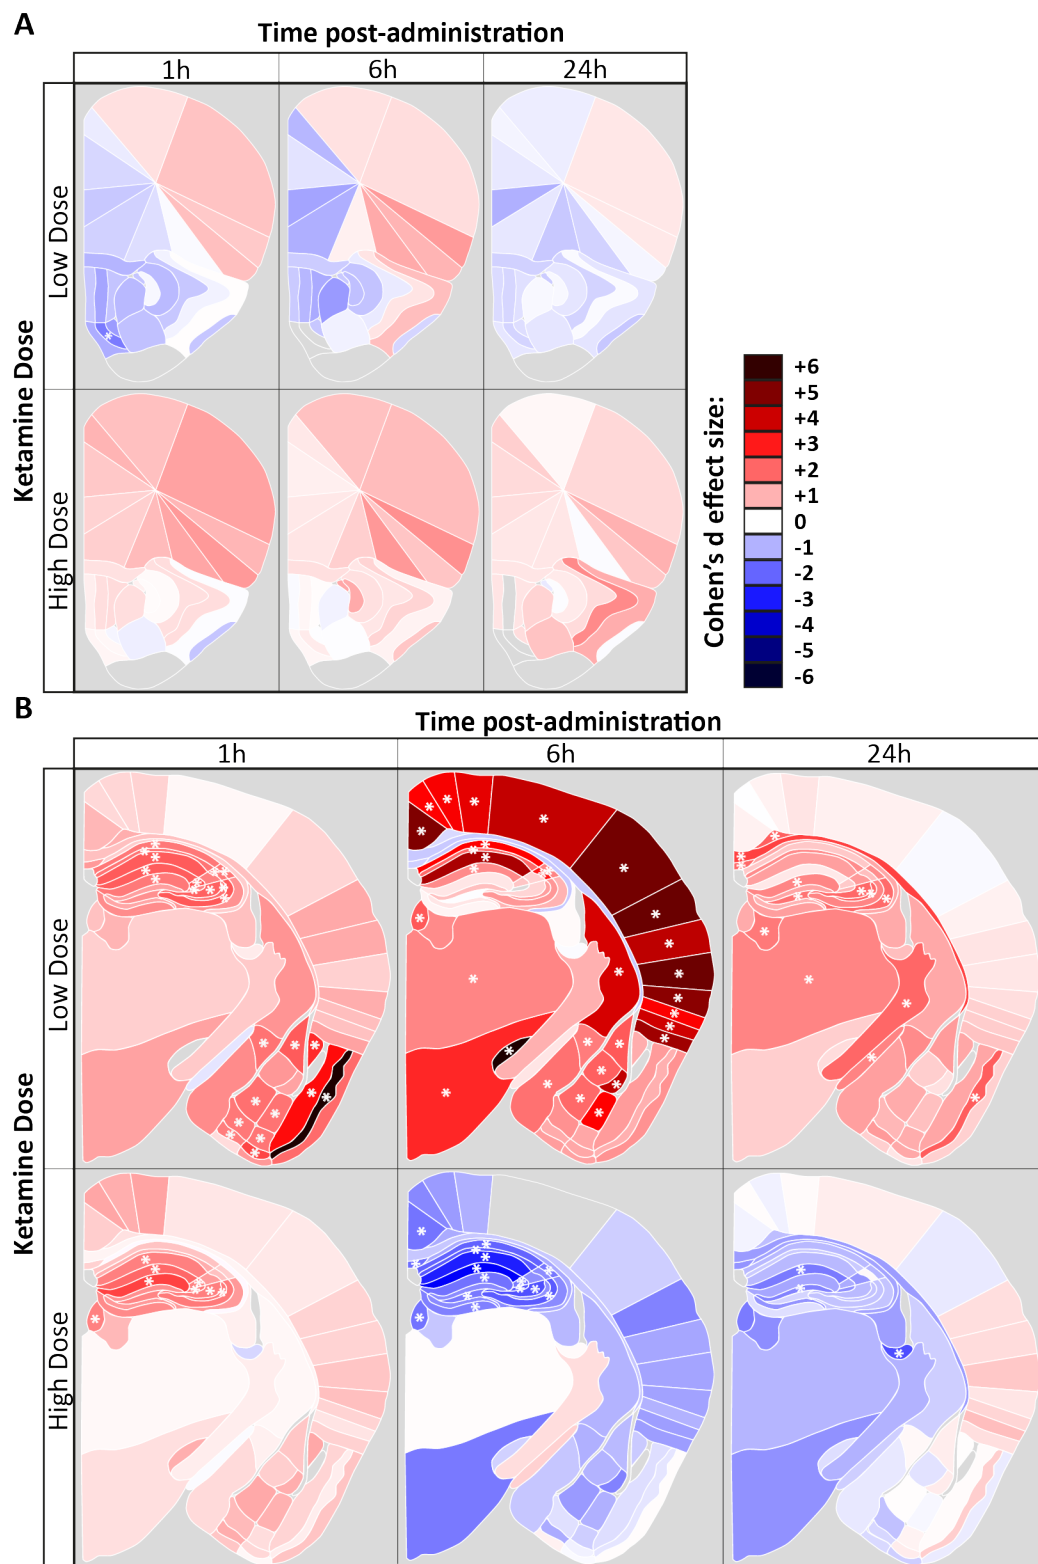 A
Time post-administration
1h 6h 24h
Ketamine Dose
Low Dose
*
High Dose
Cohen's d effect size:
+6
+5
+4
+3
+2
+1
0
-1
-2
-3
-4
-5
-6
B
Time post-administration
1h 6h 24h
Ketamine Dose
Low Dose
High Dose